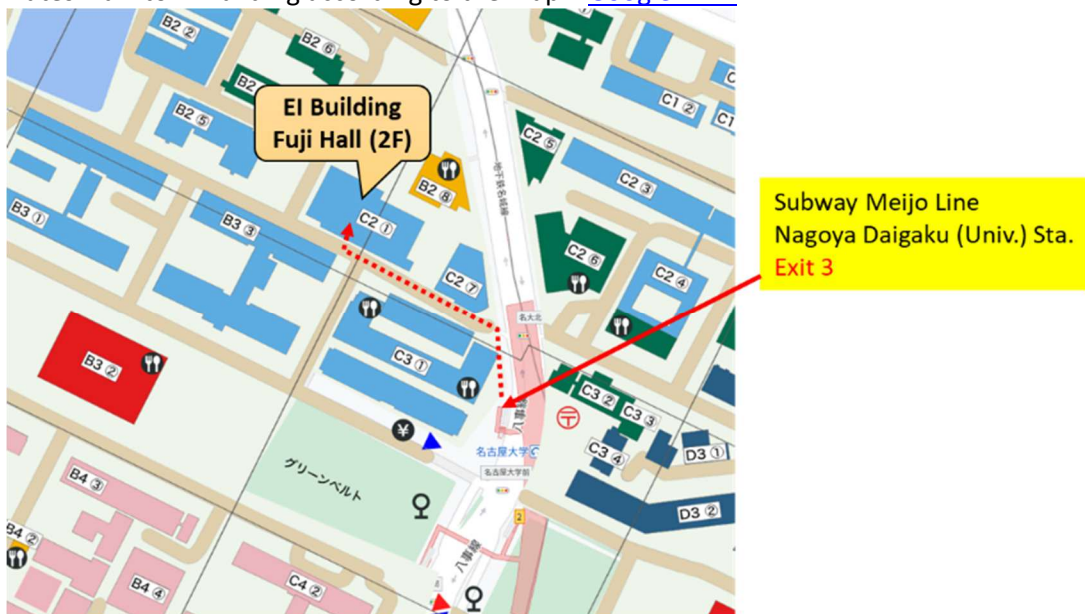 B2②
B2⑥
B2⑤
EI Building
Fuji Hall (2F)
B2⑧
C1②
C2⑤
C2③
地下鉄名城線
B3①
B3③
C2①
C2⑦
C2⑥
C2④
Subway Meijo Line
Nagoya Daigaku (Univ.) Sta.
Exit 3
名大北
B3②
C3①
C3②
C3③
〒
¥
名古屋大学
C3④
D3①
名古屋大学前
グリーンベルト
B4③
D3②
2
八事線
B4②
B4④
C4②